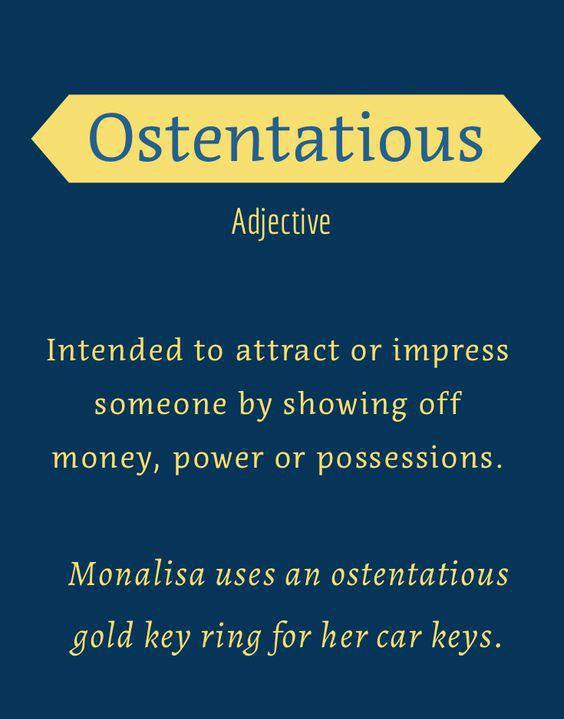 Ostentatious
Adjective
Intended to attract or impress
someone by showing off
money, power or possessions.
Monalisa uses an ostentatious
gold key ring for her car keys.